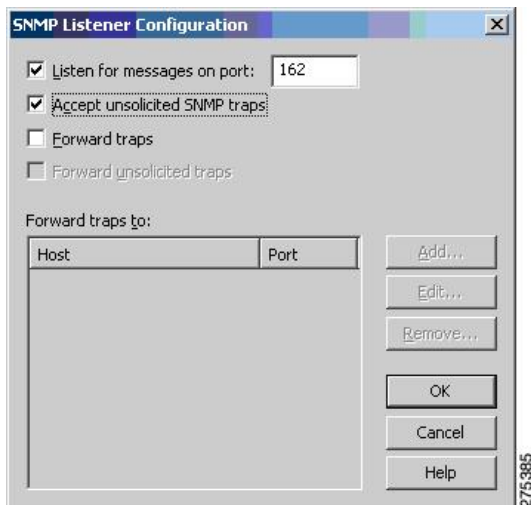 SNMP Listener Configuration
Listen for messages on port: 162
Accept unsolicited SNMP traps
Forward traps
Forward unsolicited traps
Forward traps to:
Host Port
Add...
Edit...
Remove...
OK
Cancel
Help
275385